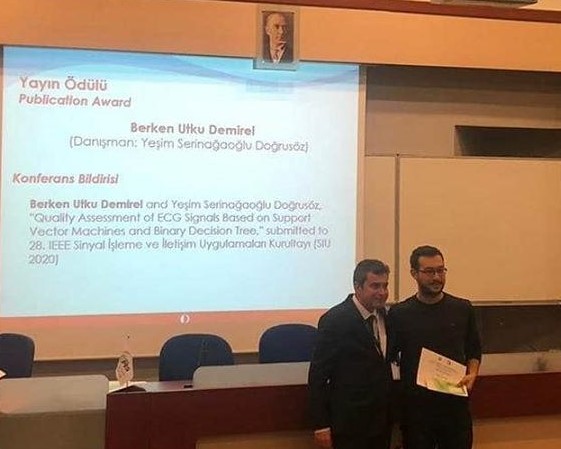 Yayın Ödülü
Publication Award
Berken Utku Demirel
(Danışman: Yeşim Serinağaoğlu Doğrusöz)
Konferans Bildirisi
Berken Utku Demirel and Yeşim Serinağaoğlu Doğrusöz,
"Quality Assessment of ECG Signals Based on Support
Vector Machines and Binary Decision Tree," submitted to
28. IEEE Sinyal İşleme ve İletişim Uygulamaları Kurultayı (SIU
2020)